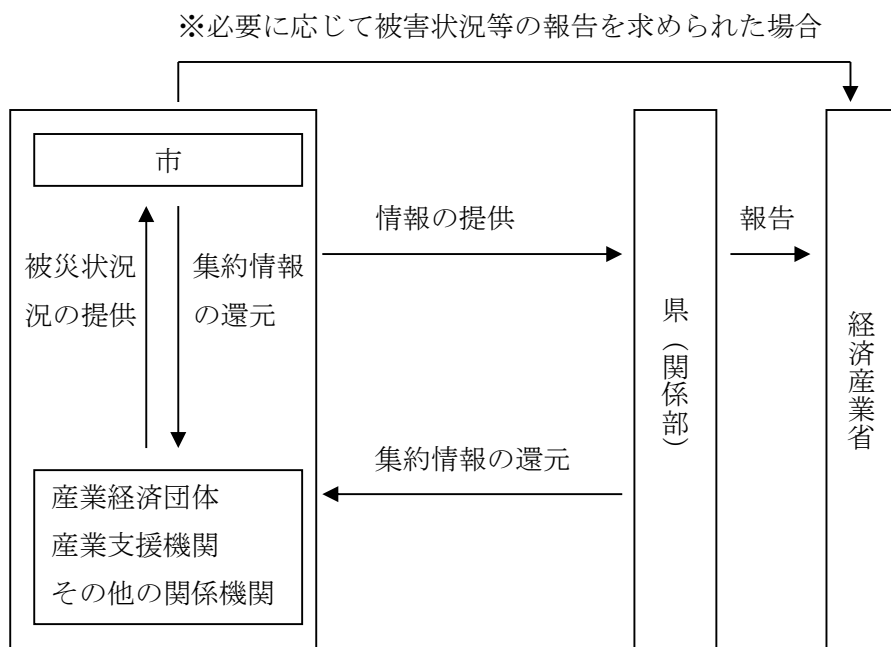 ※必要に応じて被害状況等の報告を求められた場合
市
情報の提供
報告
被災状況
況の提供
集約情報
の還元
県（関係部）
経済産業省
集約情報の還元
産業経済団体
産業支援機関
その他の関係機関